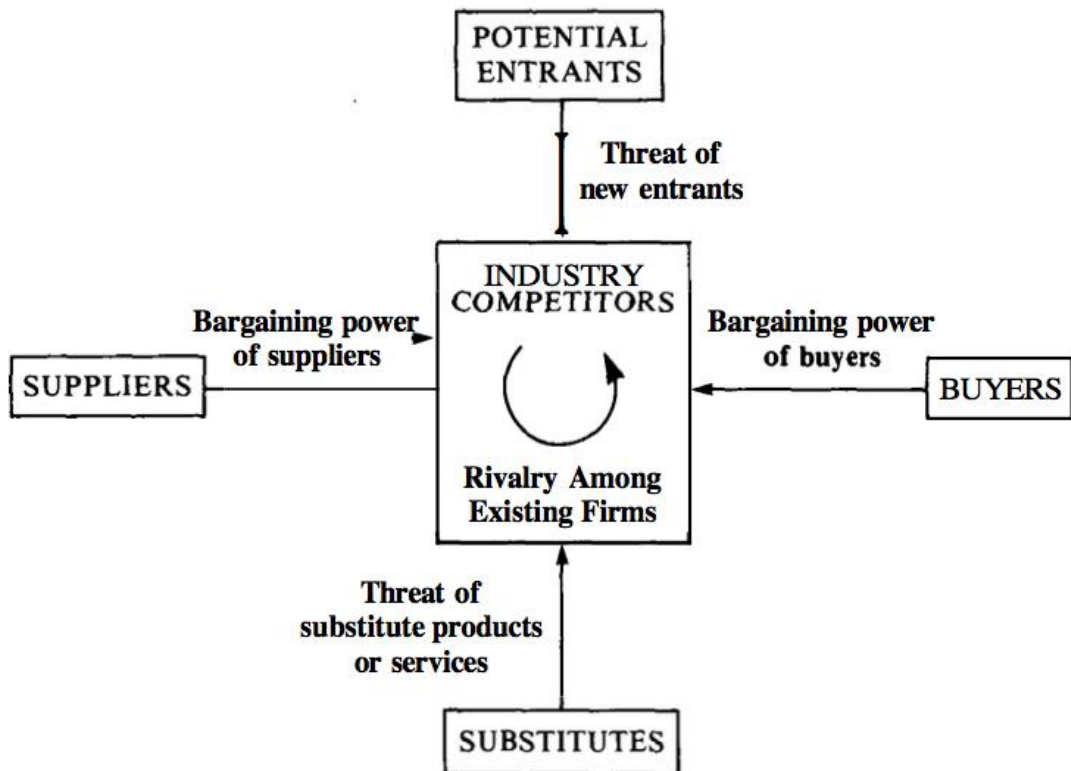 POTENTIAL
ENTRANTS
Threat of
new entrants
INDUSTRY
COMPETITORS
Bargaining power
of suppliers
SUPPLIERS
Bargaining power
of buyers
BUYERS
Rivalry Among
Existing Firms
Threat of
substitute products
or services
SUBSTITUTES